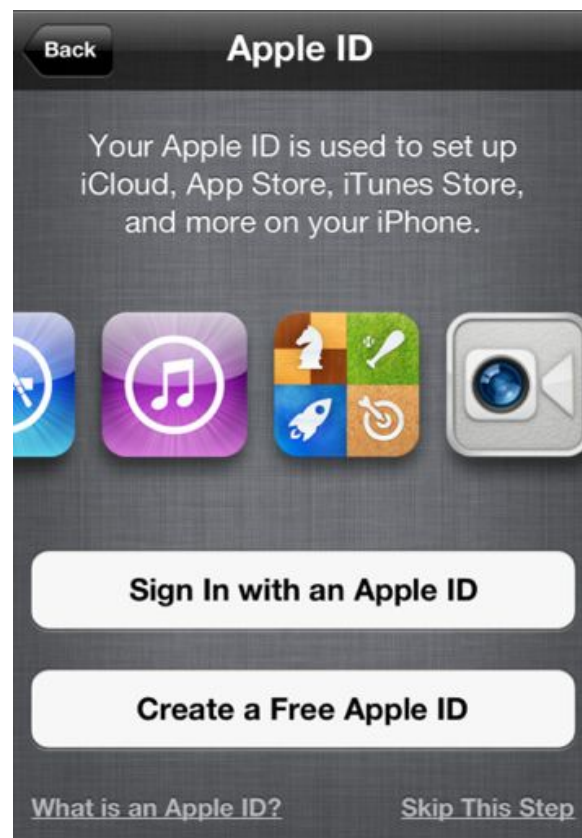 Back
Apple ID
Your Apple ID is used to set up
iCloud, App Store, iTunes Store,
and more on your iPhone.
Sign In with an Apple ID
Create a Free Apple ID
What is an Apple ID?
Skip This Step